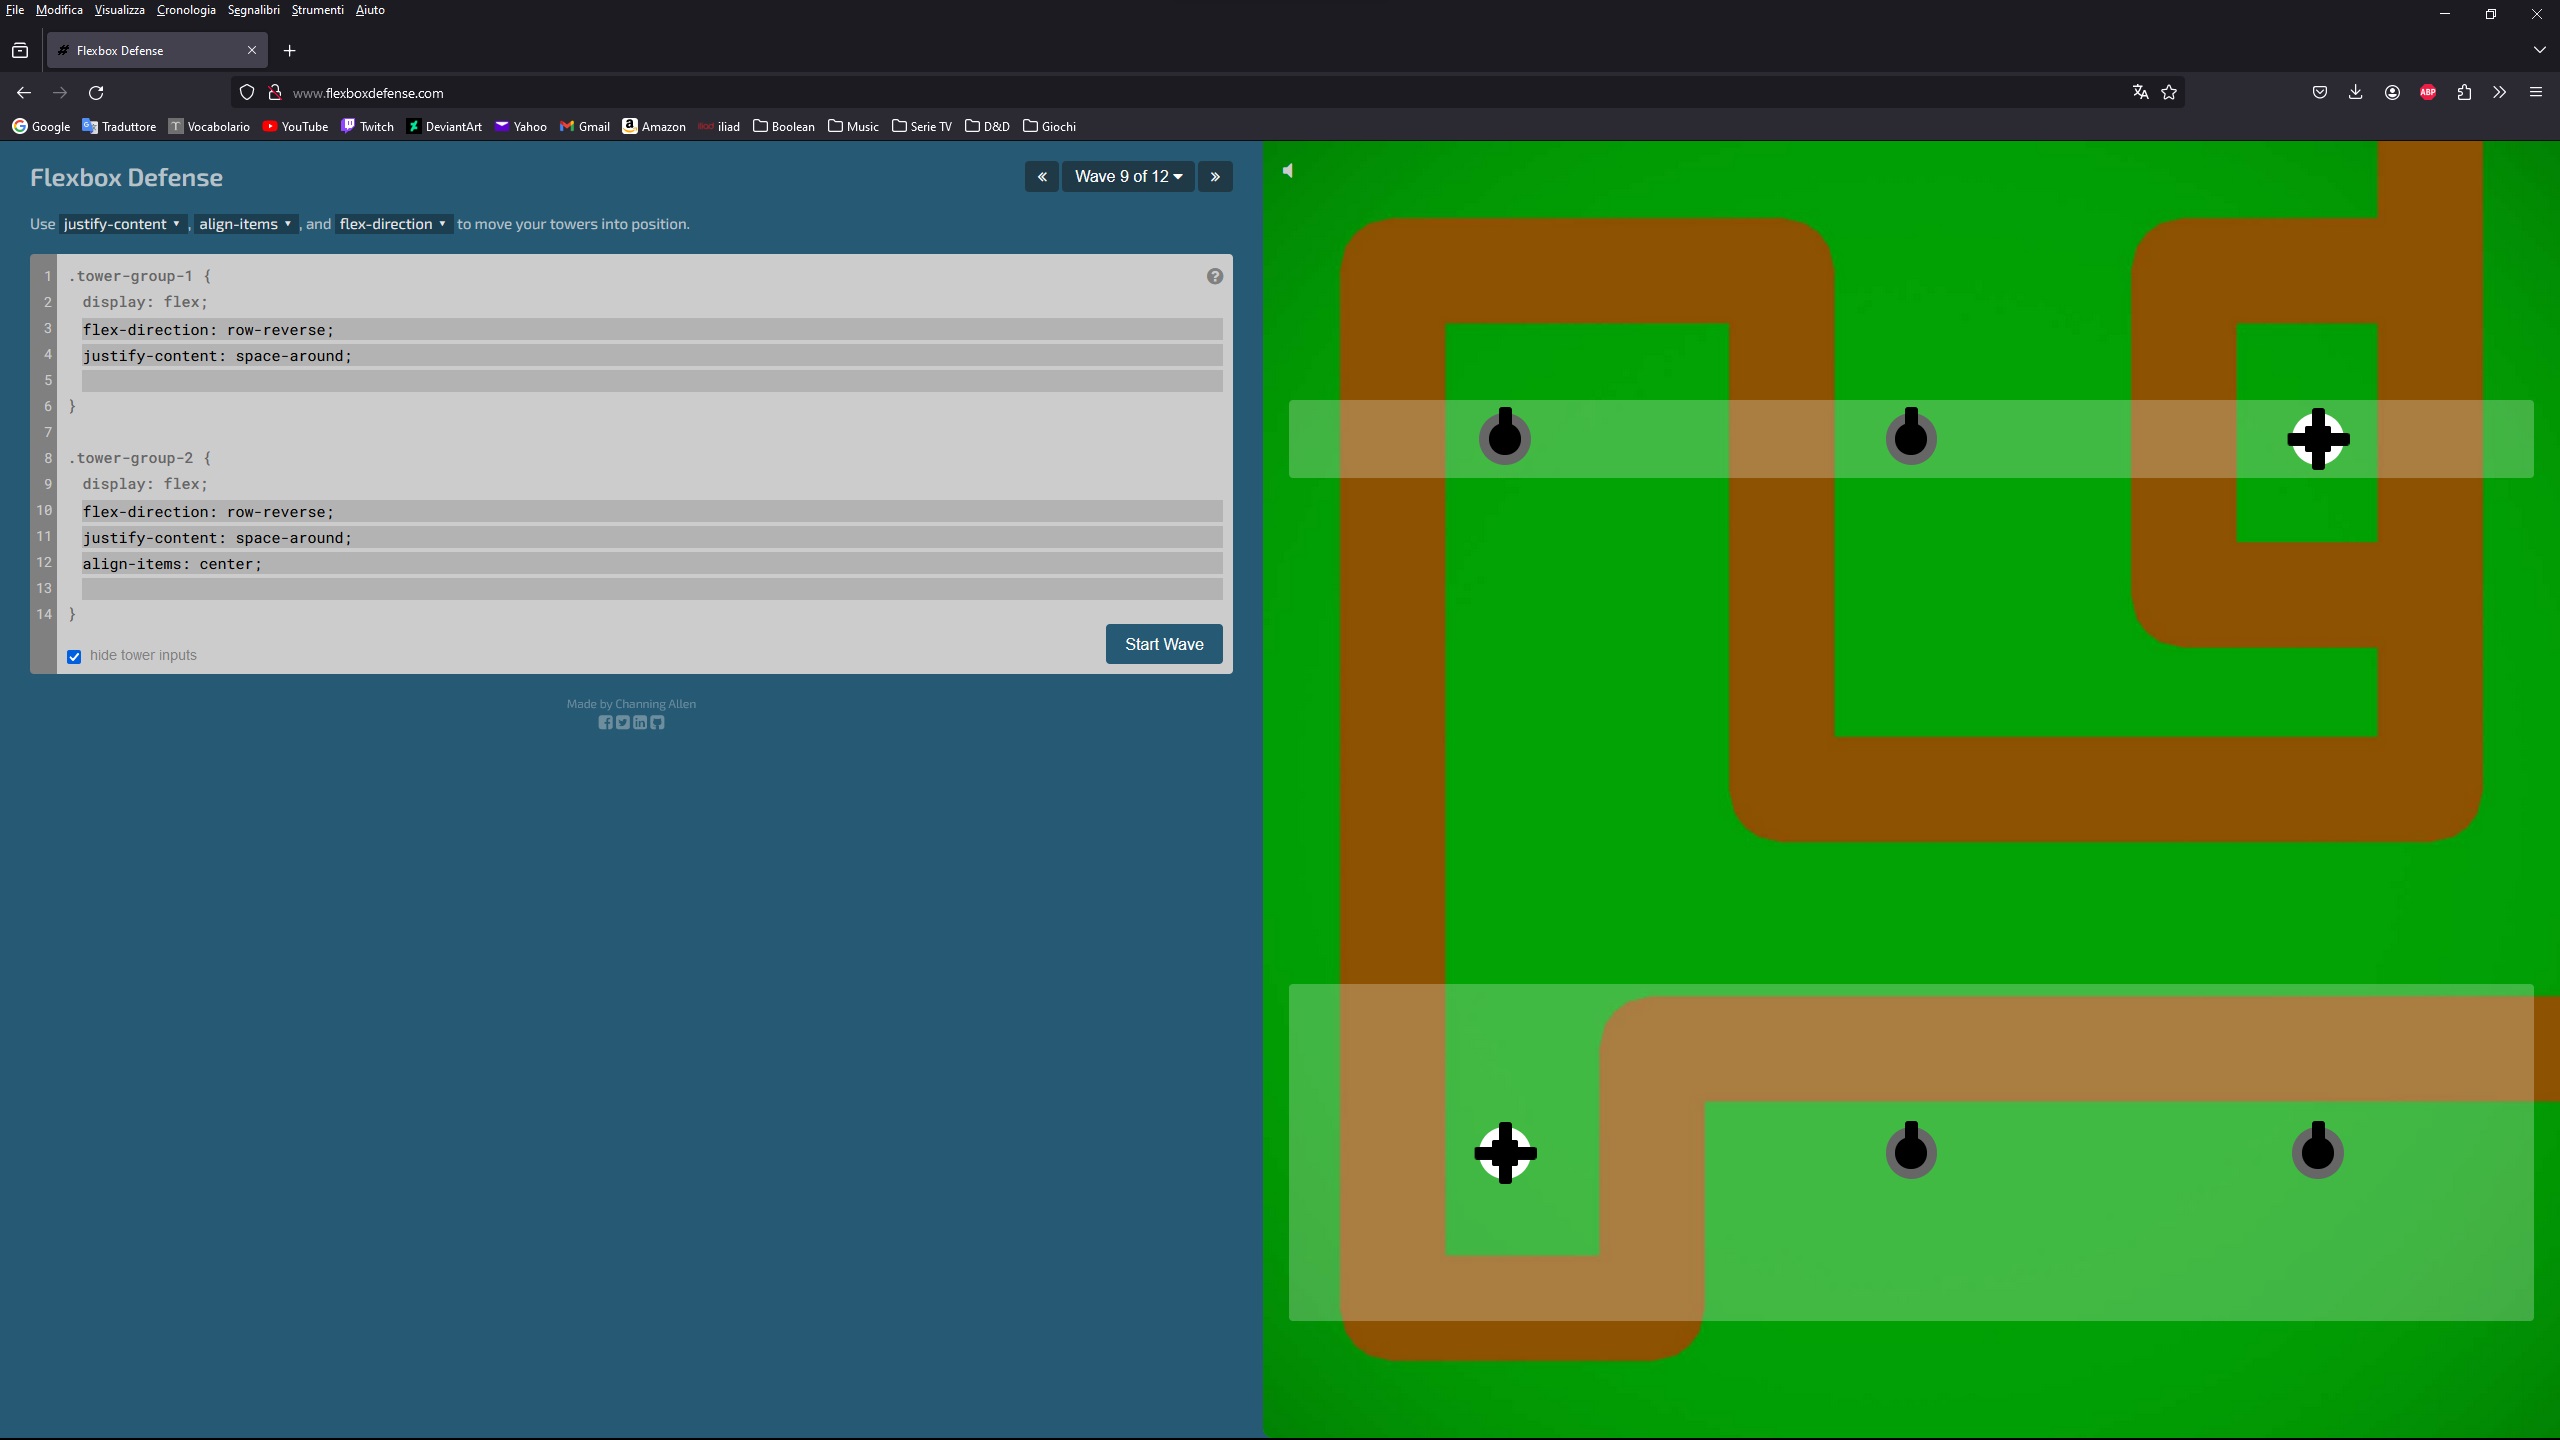 File Modifica Visualizza Cronologia Segnalibri Strumenti Aiuto
Flexbox Defense
www.flexboxdefense.com
ABP
Google Traduttore Vocabolario YouTube Twitch DeviantArt Yahoo Gmail Amazon iliad iliad Boolean Music Serie TV D&D Giochi
Flexbox Defense
« Wave 9 of 12 »
Use justify-content , align-items , and flex-direction to move your towers into position.
1 .tower-group-1 {
2 display: flex;
3 flex-direction: row-reverse;
4 justify-content: space-around;
5
6 }
7
8 .tower-group-2 {
9 display: flex;
10 flex-direction: row-reverse;
11 justify-content: space-around;
12 align-items: center;
13
14 }
hide tower inputs
Start Wave
Made by Channing Allen